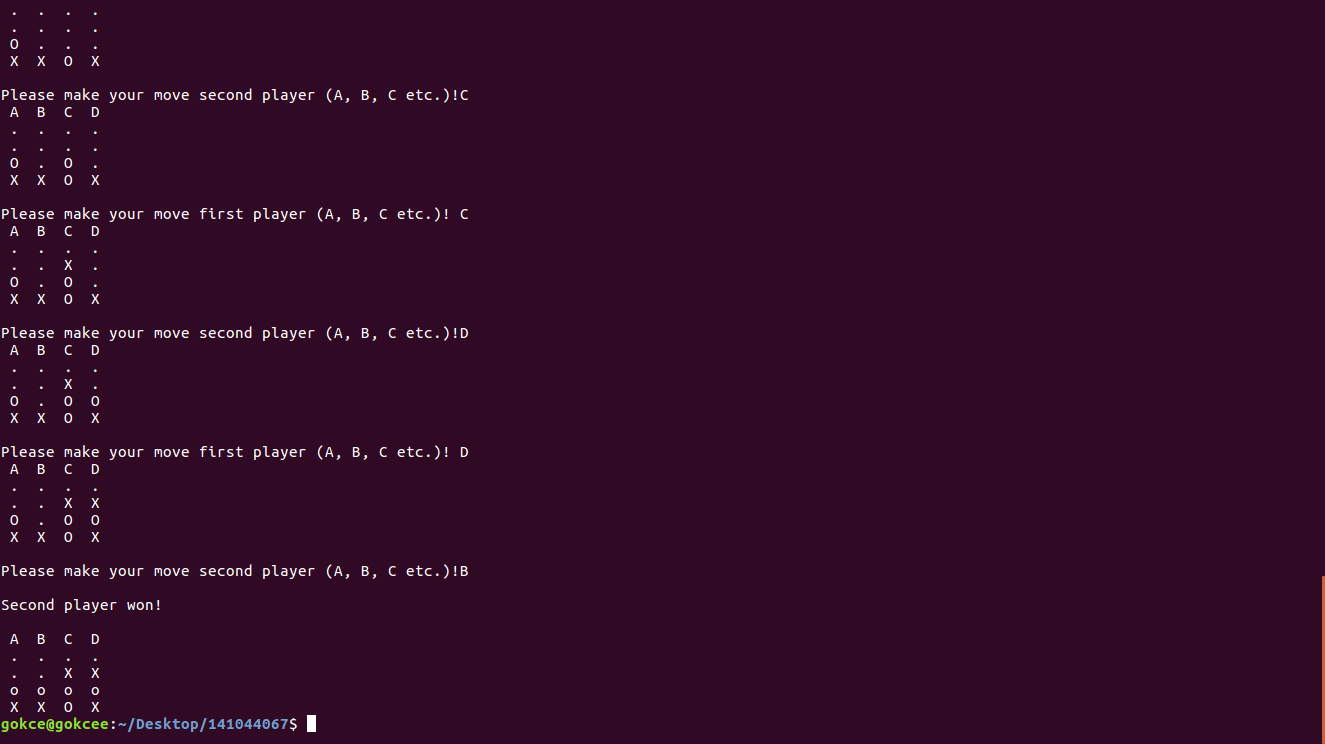 .  .  .  .
.  .  .  .
O  .  .  .
X  X  O  X
Please make your move second player (A, B, C etc.)!C
A  B  C  D
.  .  .  .
.  .  .  .
O  .  O  .
X  X  O  X
Please make your move first player (A, B, C etc.)! C
A  B  C  D
.  .  .  .
.  .  X  .
O  .  O  .
X  X  O  X
Please make your move second player (A, B, C etc.)!D
A  B  C  D
.  .  .  .
.  .  X  .
O  .  O  O
X  X  O  X
Please make your move first player (A, B, C etc.)! D
A  B  C  D
.  .  .  .
.  .  X  X
O  .  O  O
X  X  O  X
Please make your move second player (A, B, C etc.)!B
Second player won!
A  B  C  D
.  .  .  .
.  .  X  X
o  o  o  o
X  X  O  X
gokce@gokcee:~/Desktop/141044067$